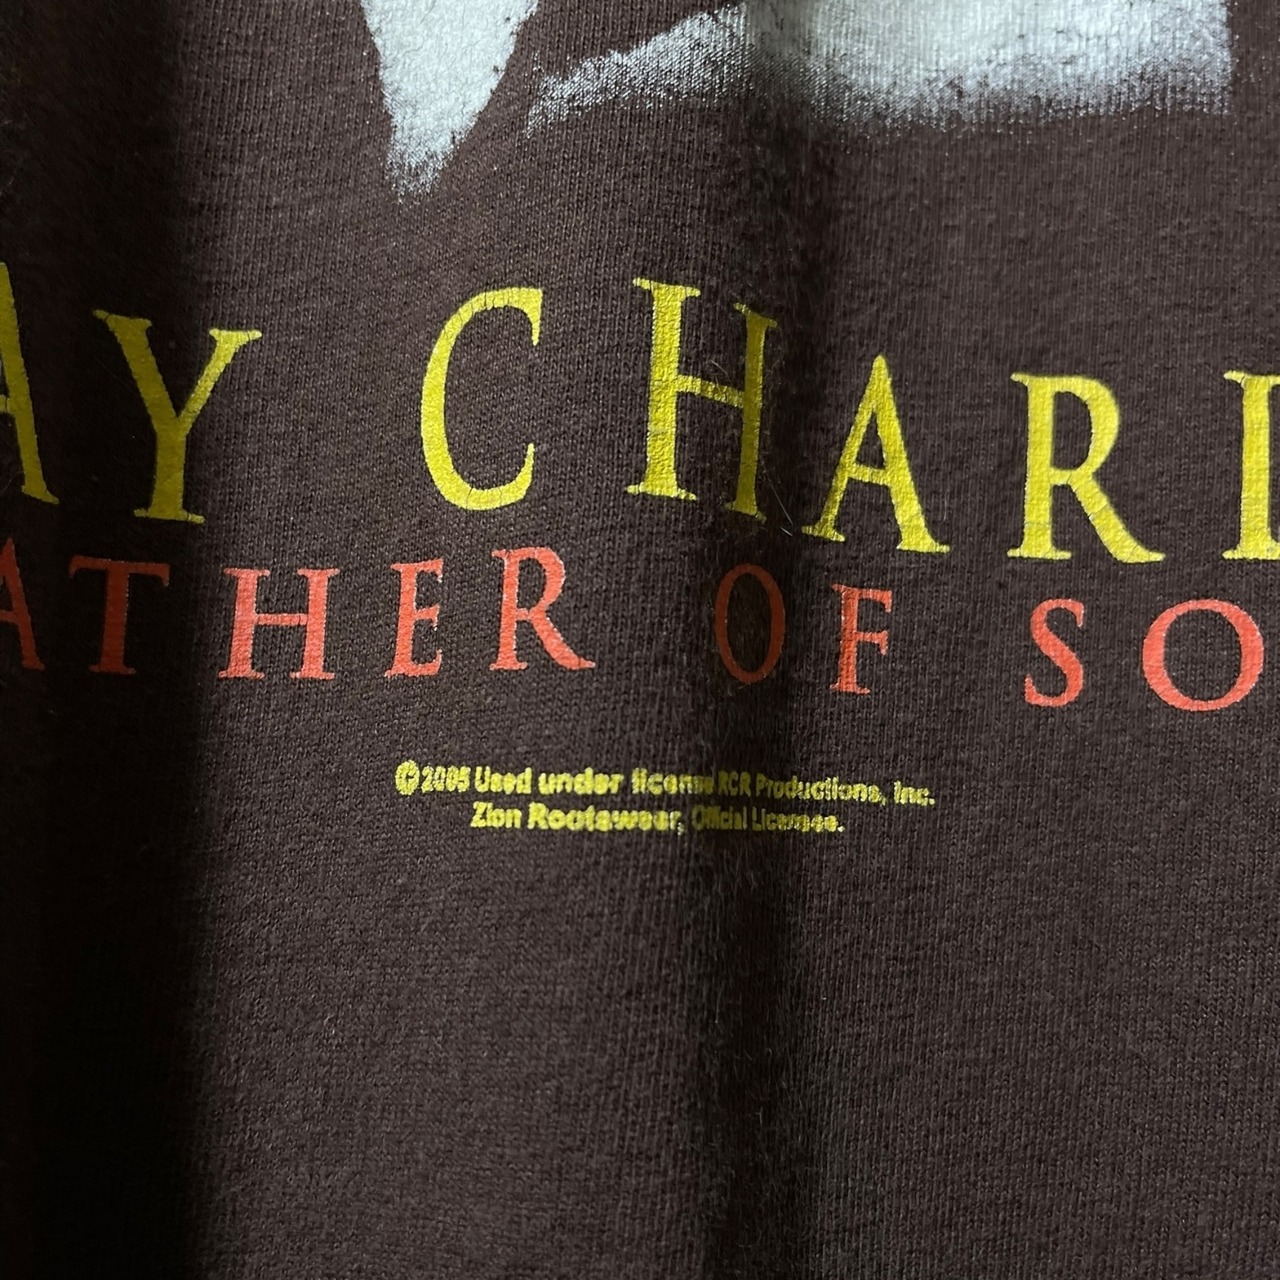 AY CHARL
ATHER OF SO
© 2005 Used under license RCR Productions, Inc.
Zion Rootswear, Official Licensee.